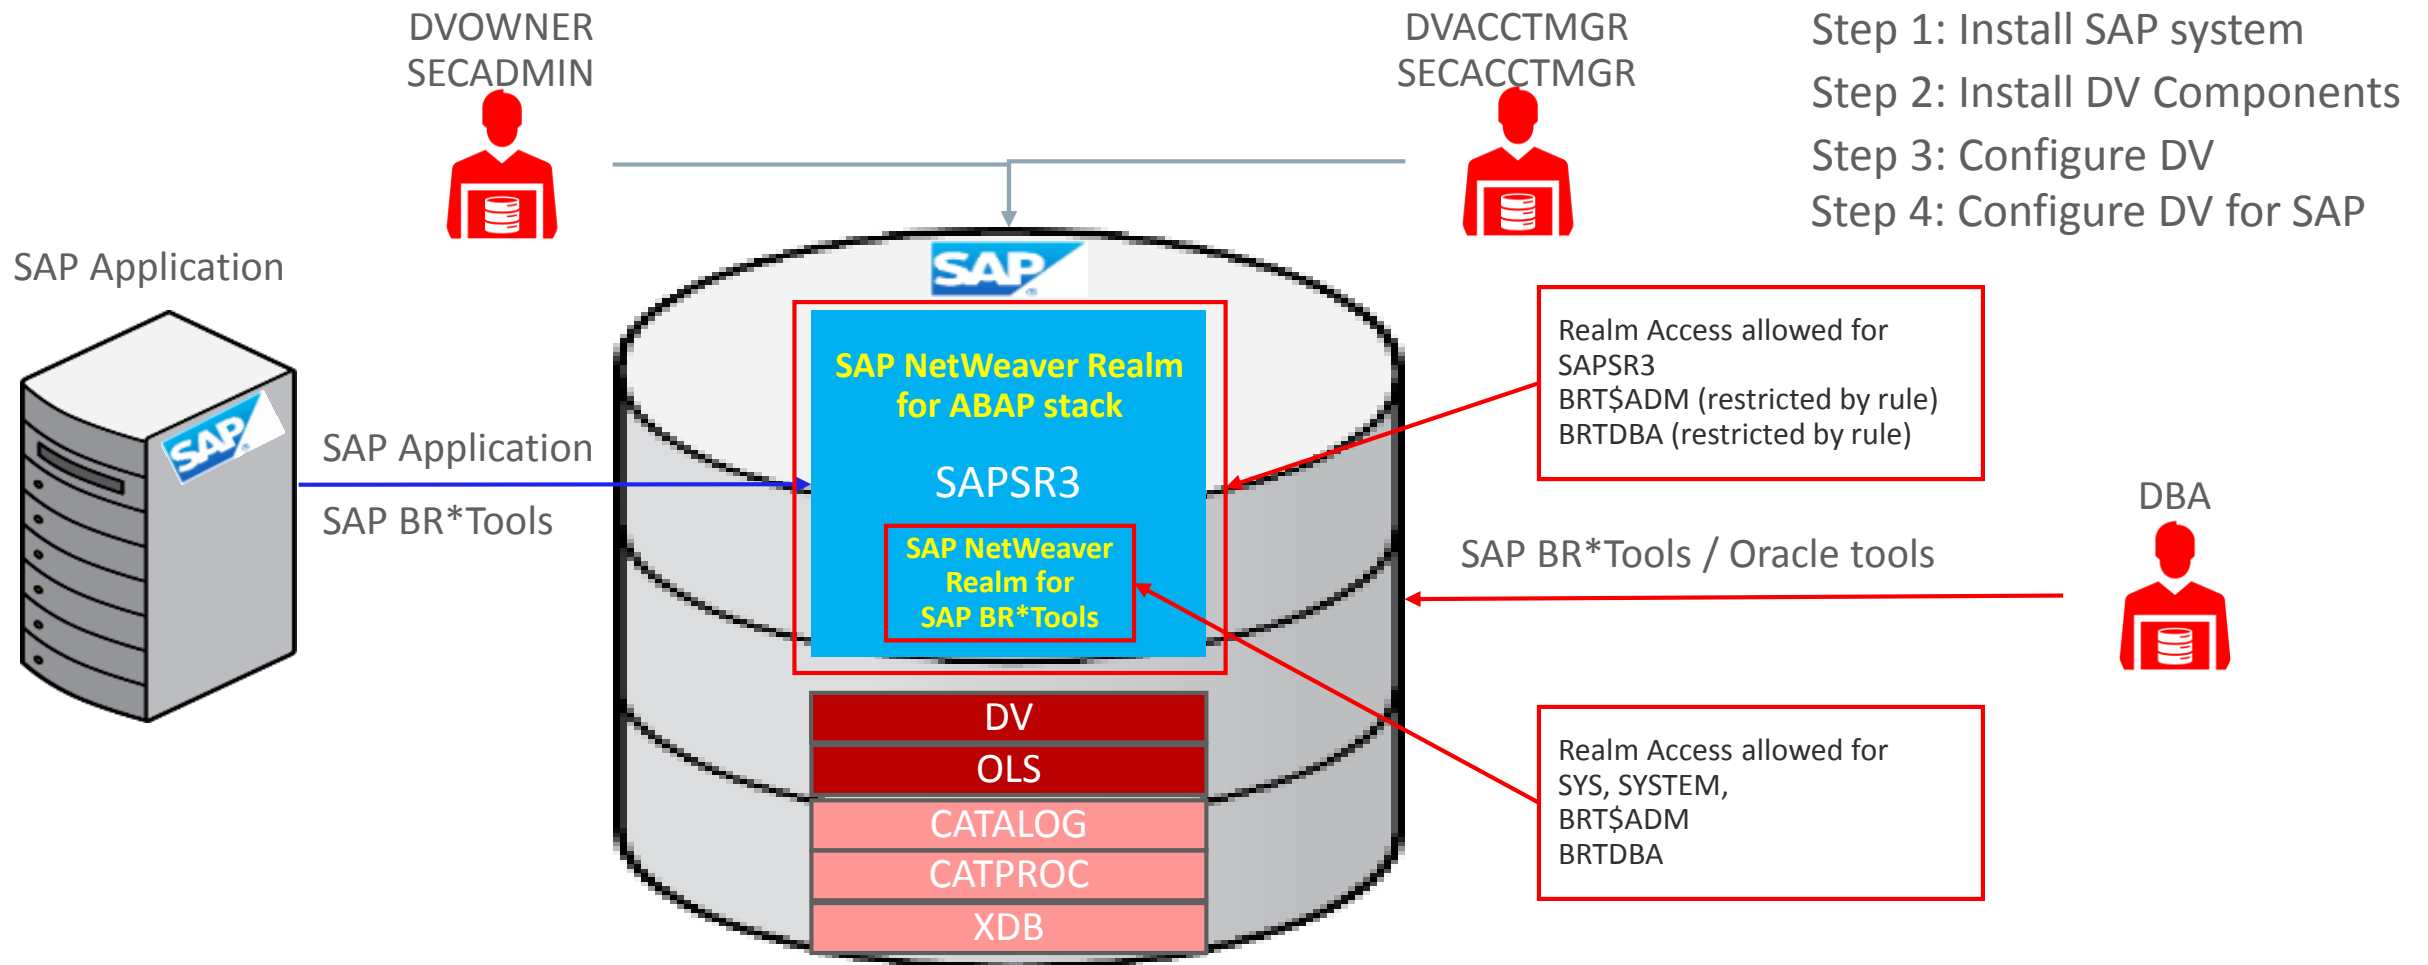 DVOWNER
SECADMIN
DVACCTMGR
SECACCTMGR
Step 1: Install SAP system
Step 2: Install DV Components
Step 3: Configure DV
Step 4: Configure DV for SAP
SAP Application
SAP
SAP
SAP Application
SAP BR*Tools
SAP NetWeaver Realm
for ABAP stack
SAPSR3
SAP NetWeaver
Realm for
SAP BR*Tools
Realm Access allowed for
SAPSR3
BRT$ADM (restricted by rule)
BRTDBA (restricted by rule)
DBA
SAP BR*Tools / Oracle tools
Realm Access allowed for
SYS, SYSTEM,
BRT$ADM
BRTDBA
DV
OLS
CATALOG
CATPROC
XDB